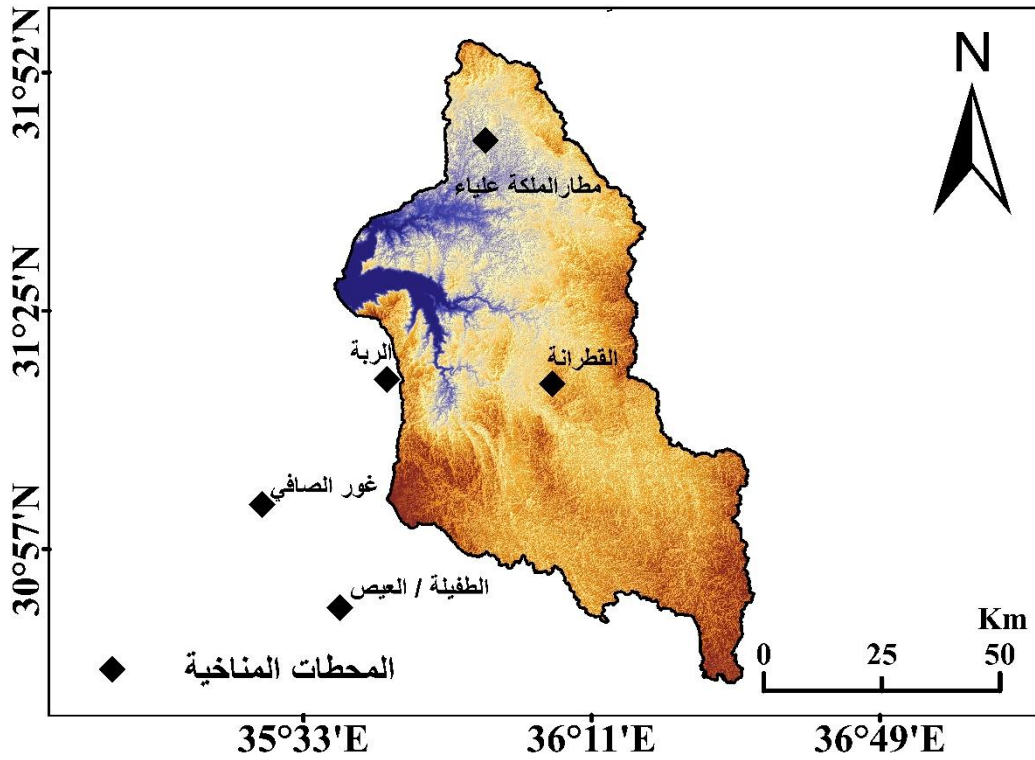 N
31°52'N
مطارالملكة علياء
31°25'N
الربة
القطرانة
غور الصافي
30°57'N
الطفيلة / العيص
Km
0 25 50
المحطات المناخية
35°33'E 36°11'E 36°49'E